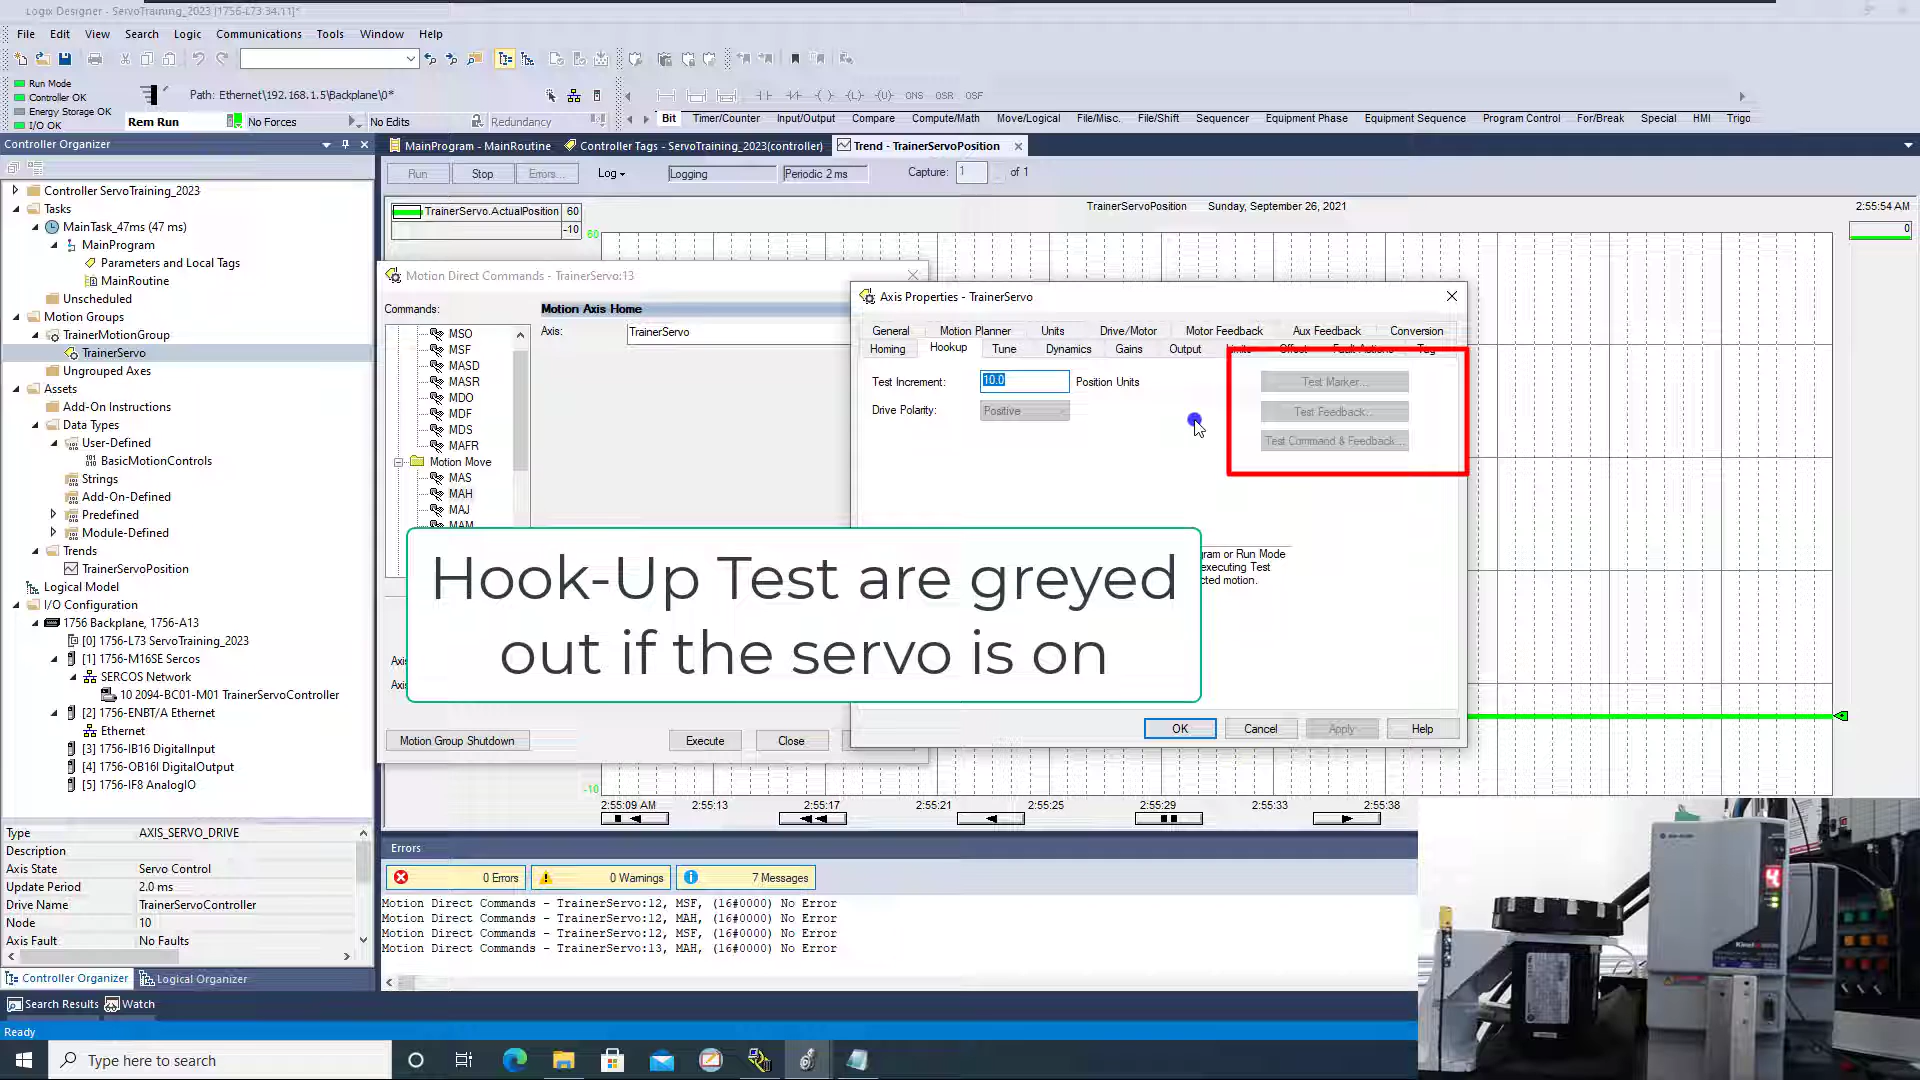 Logix Designer - ServoTraining_2023 [1756-L73 34.11]*
File Edit View Search Logic Communications Tools Window Help
Run Mode
Controller OK
Energy Storage OK
I/O OK
Path: Ethernet\192.168.1.5\Backplane\0*
Rem Run No Forces No Edits Redundancy
ONS OSR OSF
Bit Timer/Counter Input/Output Compare Compute/Math Move/Logical File/Misc. File/Shift Sequencer Equipment Phase Equipment Sequence Program Control For/Break Special HMI Trigo
Controller Organizer
MainProgram - MainRoutine Controller Tags - ServoTraining_2023(controller) Trend - TrainerServoPosition
Run Stop Errors... Log Logging Periodic 2 ms Capture: 1 of 1
Controller ServoTraining_2023
Tasks
MainTask_47ms (47 ms)
MainProgram
Parameters and Local Tags
MainRoutine
Unscheduled
Motion Groups
TrainerMotionGroup
TrainerServo
Ungrouped Axes
Assets
Add-On Instructions
Data Types
User-Defined
BasicMotionControls
Strings
Add-On-Defined
Predefined
Module-Defined
Trends
TrainerServoPosition
Logical Model
I/O Configuration
1756 Backplane, 1756-A13
[0] 1756-L73 ServoTraining_2023
[1] 1756-M16SE Sercos
SERCOS Network
10 2094-BC01-M01 TrainerServoController
[2] 1756-ENBT/A Ethernet
Ethernet
[3] 1756-IB16 DigitalInput
[4] 1756-OB16I DigitalOutput
[5] 1756-IF8 AnalogIO
TrainerServo.ActualPosition 60
-10
TrainerServoPosition Sunday, September 26, 2021
2:55:54 AM
0
60
Motion Direct Commands - TrainerServo:13
Commands:
MSO
MSF
MASD
MASR
MDO
MDF
MDS
MAFR
Motion Move
MAS
MAH
MAJ
MAM
Motion Axis Home
Axis: TrainerServo
Motion Group Shutdown Execute Close
Axis Properties - TrainerServo
General Motion Planner Units Drive/Motor Motor Feedback Aux Feedback Conversion
Homing Hookup Tune Dynamics Gains Output Limits Offset Fault Actions Tag
Test Increment: 10.0 Position Units
Drive Polarity: Positive
Test Marker...
Test Feedback...
Test Command & Feedback...
or Run Mode
executing Test
motion.
OK Cancel Apply Help
Hook-Up Test are greyed
out if the servo is on
-10
2:55:09 AM 2:55:13 2:55:17 2:55:21 2:55:25 2:55:29 2:55:33 2:55:38
Type AXIS_SERVO_DRIVE
Description
Axis State Servo Control
Update Period 2.0 ms
Drive Name TrainerServoController
Node 10
Axis Fault No Faults
Controller Organizer Logical Organizer
Errors
0 Errors 0 Warnings 7 Messages
Motion Direct Commands - TrainerServo:12, MSF, (16#0000) No Error
Motion Direct Commands - TrainerServo:12, MAH, (16#0000) No Error
Motion Direct Commands - TrainerServo:12, MSF, (16#0000) No Error
Motion Direct Commands - TrainerServo:13, MAH, (16#0000) No Error
Search Results Watch
Ready
Type here to search
4